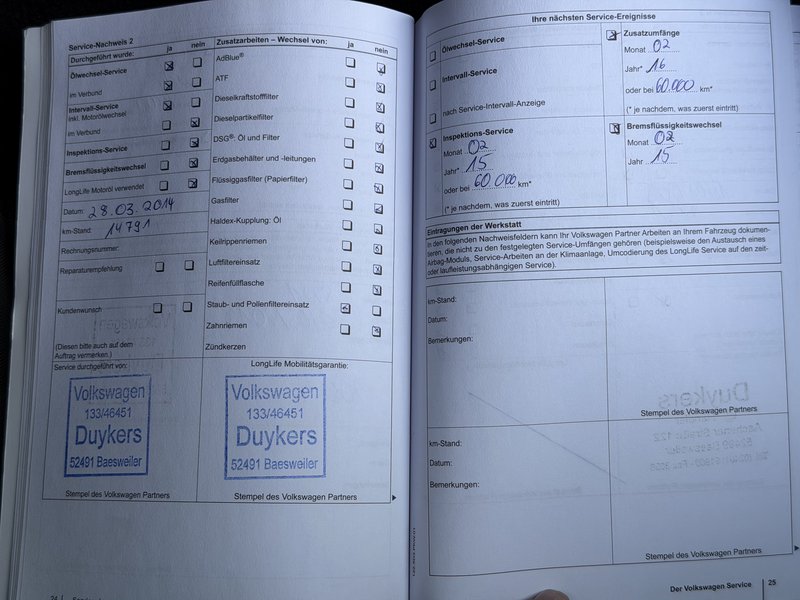 Service-Nachweis 2
Durchgeführt wurde: ja nein
Ölwechsel-Service
im Verbund
Intervall-Service
inkl. Motorölwechsel
im Verbund
Inspektions-Service
Bremsflüssigkeitswechsel
LongLife Motoröl verwendet
Datum: 28.03.2014
km-Stand: 14791
Rechnungsnummer:
Reparaturempfehlung
Kundenwunsch
(Diesen bitte auch auf dem
Auftrag vermerken.)
Zusatzarbeiten – Wechsel von: ja nein
AdBlue®
ATF
Dieselkraftstofffilter
Dieselpartikelfilter
DSG®- Öl und Filter
Erdgasbehälter und -leitungen
Flüssiggasfilter (Papierfilter)
Gasfilter
Haldex-Kupplung: Öl
Keilrippenriemen
Luftfiltereinsatz
Reifenfüllflasche
Staub- und Pollenfiltereinsatz
Zahnriemen
Zündkerzen
Service durchgeführt von:
Volkswagen
133/46451
Duykers
52491 Baesweiler
Stempel des Volkswagen Partners
LongLife Mobilitätsgarantie:
Volkswagen
133/46451
Duykers
52491 Baesweiler
Stempel des Volkswagen Partners
Ihre nächsten Service-Ereignisse
Ölwechsel-Service
Intervall-Service
nach Service-Intervall-Anzeige
Inspektions-Service
Monat 02
Jahr* 15
oder bei 60 000 km*
(* je nachdem, was zuerst eintritt)
Zusatzumfänge
Monat 02
Jahr* 16
oder bei 60.000 km*
(* je nachdem, was zuerst eintritt)
Bremsflüssigkeitswechsel
Monat 02
Jahr 15
Eintragungen der Werkstatt
In den folgenden Nachweisfeldern kann Ihr Volkswagen Partner Arbeiten an Ihrem Fahrzeug dokumen-
tieren, die nicht zu den festgelegten Service-Umfängen gehören (beispielsweise den Austausch eines
Airbag-Moduls, Service-Arbeiten an der Klimaanlage, Umcodierung des LongLife Service auf den zeit-
oder laufleistungsabhängigen Service).
km-Stand:
Datum:
Bemerkungen:
Stempel des Volkswagen Partners
km-Stand:
Datum:
Bemerkungen:
Stempel des Volkswagen Partners
Der Volkswagen Service 25